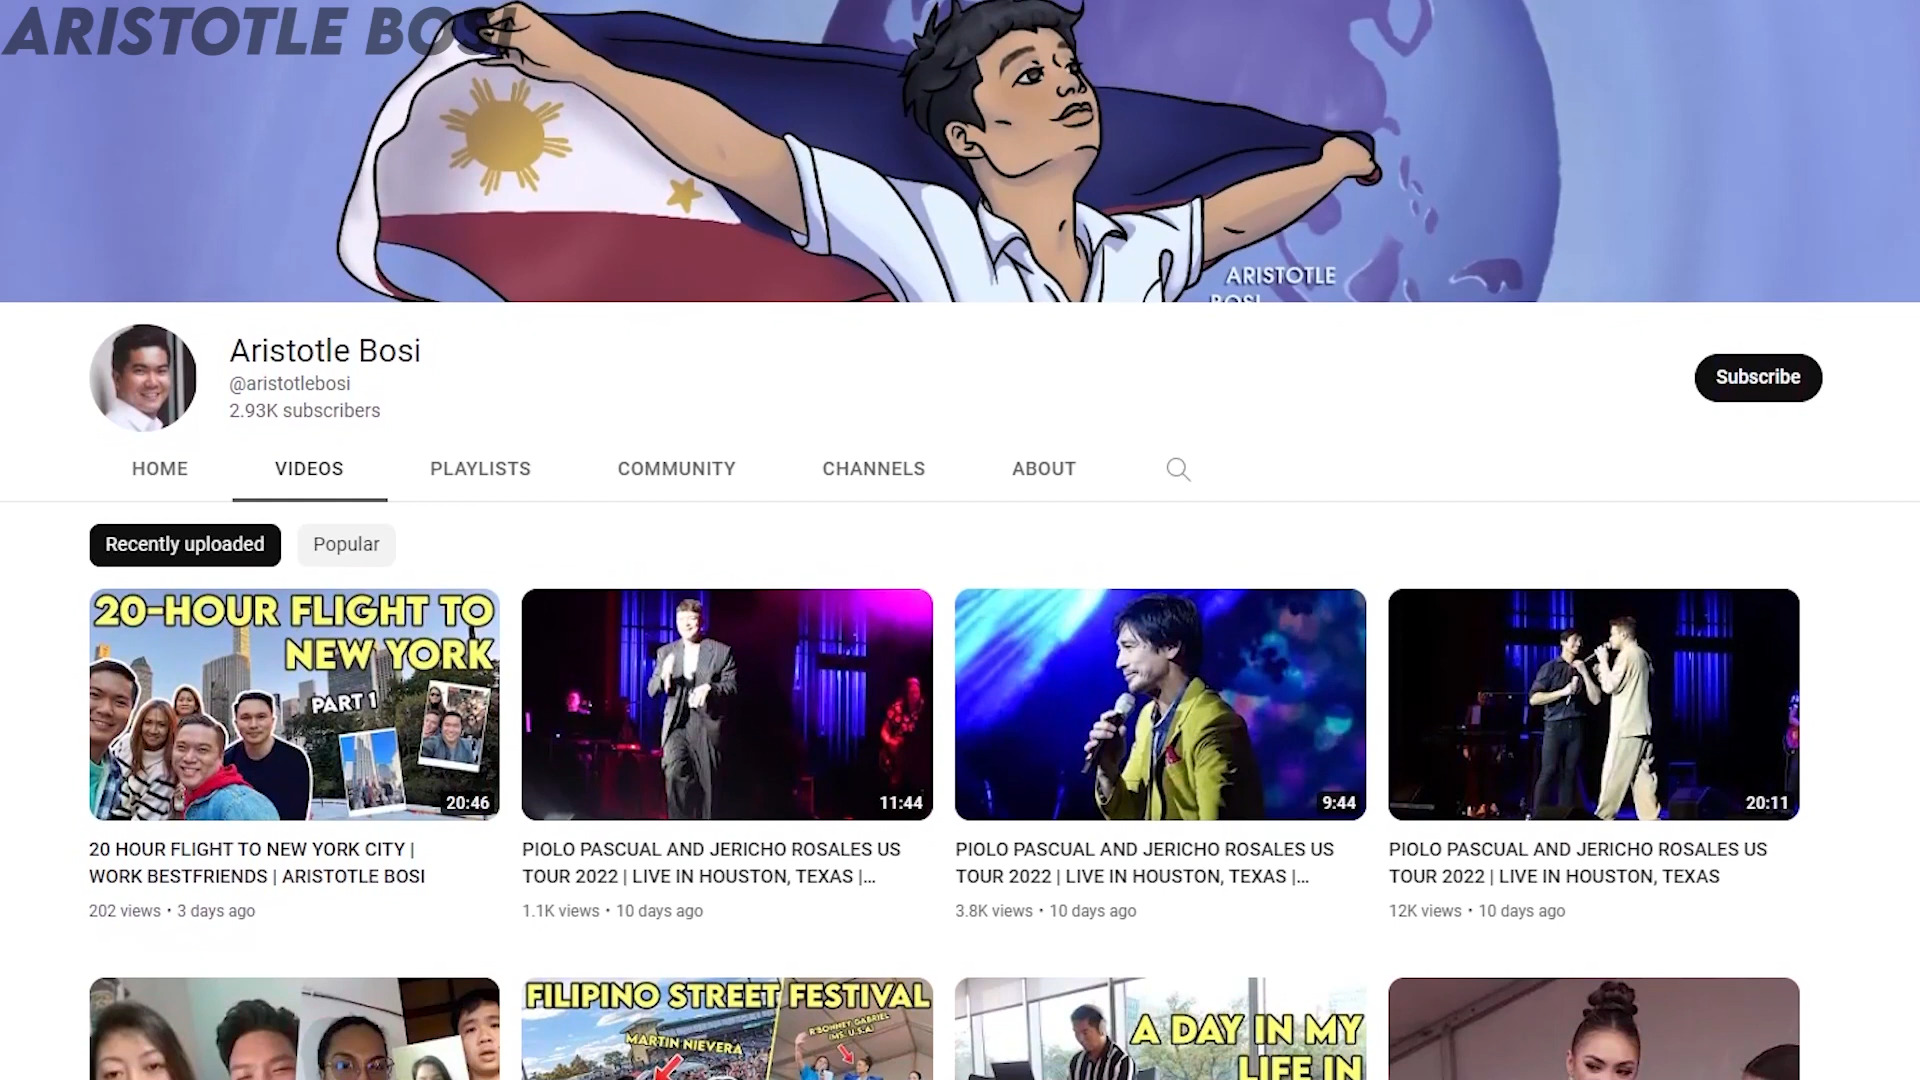 ARISTOTLE BOSI
ARISTOTLE
BOSI
Aristotle Bosi
@aristotlebosi
2.93K subscribers
Subscribe
HOME
VIDEOS
PLAYLISTS
COMMUNITY
CHANNELS
ABOUT
Recently uploaded
Popular
20-HOUR FLIGHT TO
NEW YORK
PART 1
20:46
11:44
9:44
20:11
20 HOUR FLIGHT TO NEW YORK CITY |
WORK BESTFRIENDS | ARISTOTLE BOSI
202 views • 3 days ago
PIOLO PASCUAL AND JERICHO ROSALES US
TOUR 2022 | LIVE IN HOUSTON, TEXAS |...
1.1K views • 10 days ago
PIOLO PASCUAL AND JERICHO ROSALES US
TOUR 2022 | LIVE IN HOUSTON, TEXAS |...
3.8K views • 10 days ago
PIOLO PASCUAL AND JERICHO ROSALES US
TOUR 2022 | LIVE IN HOUSTON, TEXAS
12K views • 10 days ago
FILIPINO STREET FESTIVAL
MARTIN NIEVERA
R'BONNEY GABRIEL
(MS. U.S.A)
A DAY IN MY
LIFE IN